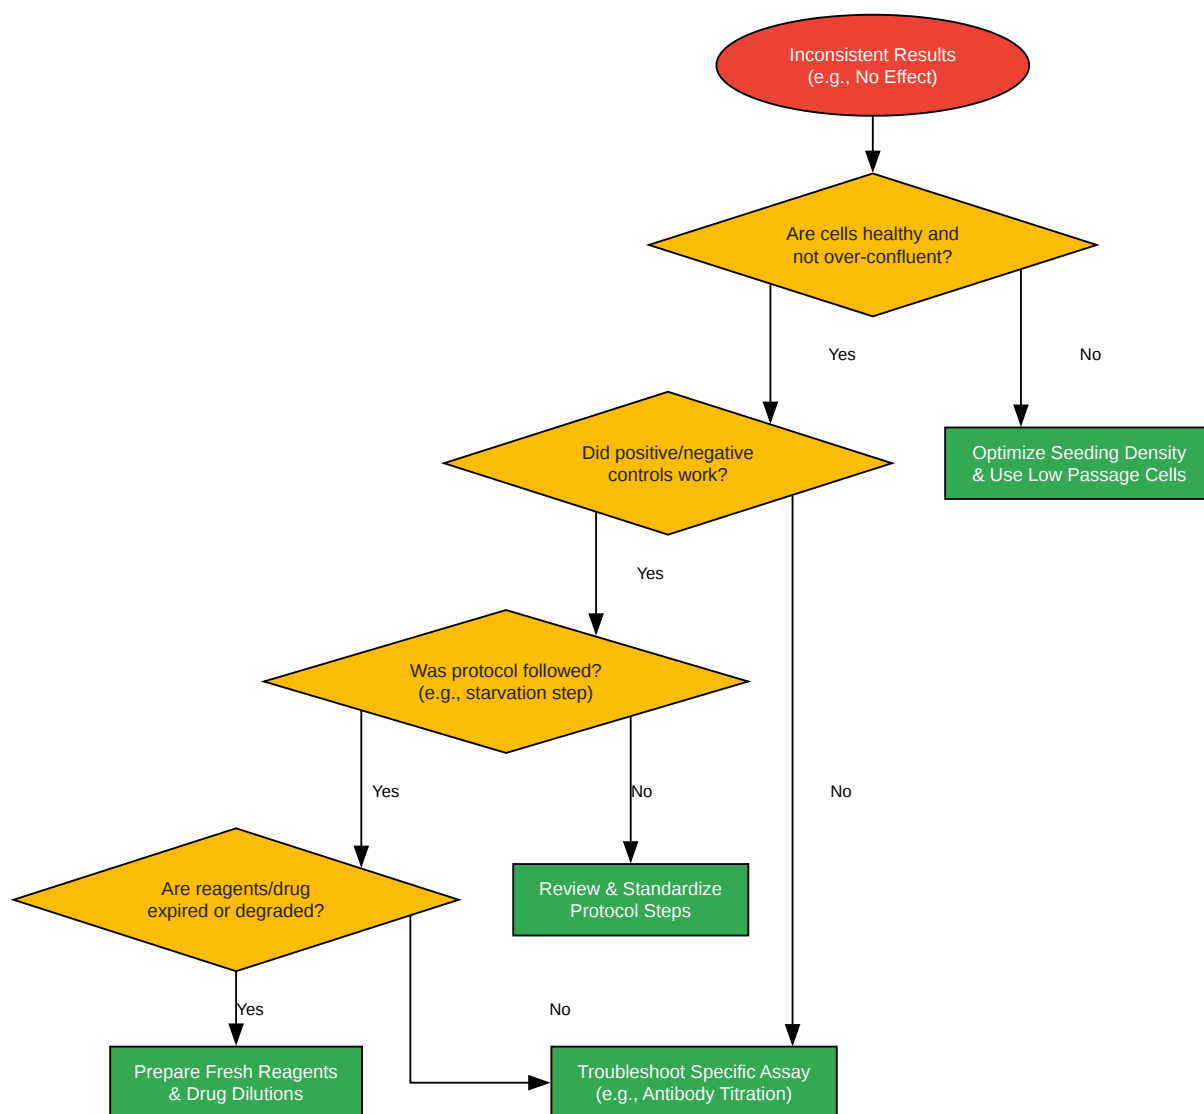 Inconsistent Results
(e.g., No Effect)
Are cells healthy and
not over-confluent?
Yes
No
Did positive/negative
controls work?
Optimize Seeding Density
& Use Low Passage Cells
Yes
Was protocol followed?
(e.g., starvation step)
Yes
No
No
Are reagents/drug
expired or degraded?
Review & Standardize
Protocol Steps
Yes
No
Prepare Fresh Reagents
& Drug Dilutions
Troubleshoot Specific Assay
(e.g., Antibody Titration)